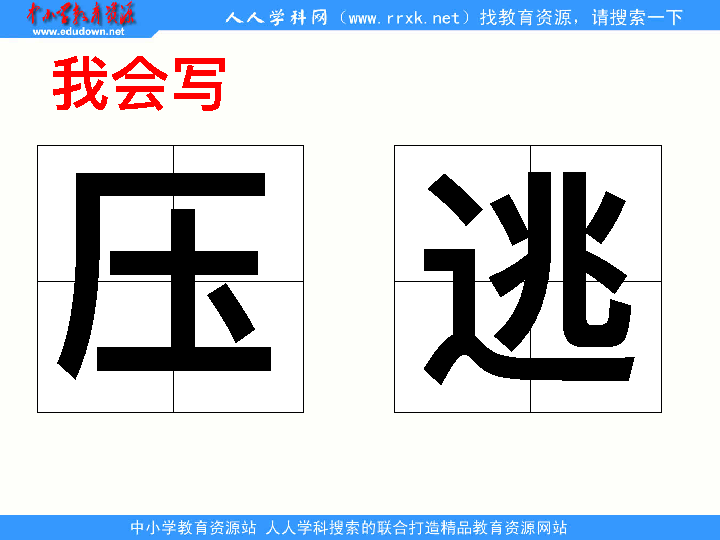 中小学教育资源
www.edudown.net
人人学科网（www.rrxk.net）找教育资源，请搜索一下
我会写
压 逃
中小学教育资源站 人人学科搜索的联合打造精品教育资源网站